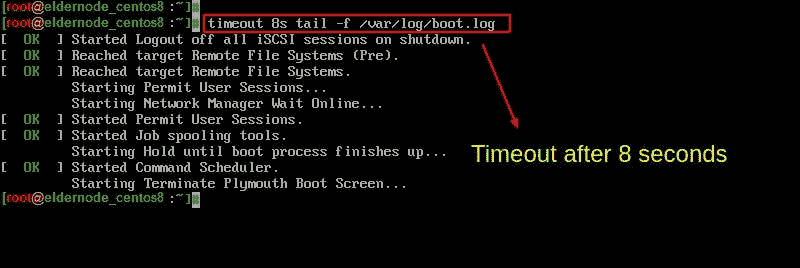 [root@eldernode_centos8 :~]# timeout 8s tail -f /var/log/boot.log
[  OK  ] Started Logout off all iSCSI sessions on shutdown.
[  OK  ] Reached target Remote File Systems (Pre).
[  OK  ] Reached target Remote File Systems.
Starting Permit User Sessions...
Starting Network Manager Wait Online...
[  OK  ] Started Permit User Sessions.
[  OK  ] Started Job spooling tools.
Starting Hold until boot process finishes up...
[  OK  ] Started Command Scheduler.
Starting Terminate Plymouth Boot Screen...
[root@eldernode_centos8 :~]#
Timeout after 8 seconds